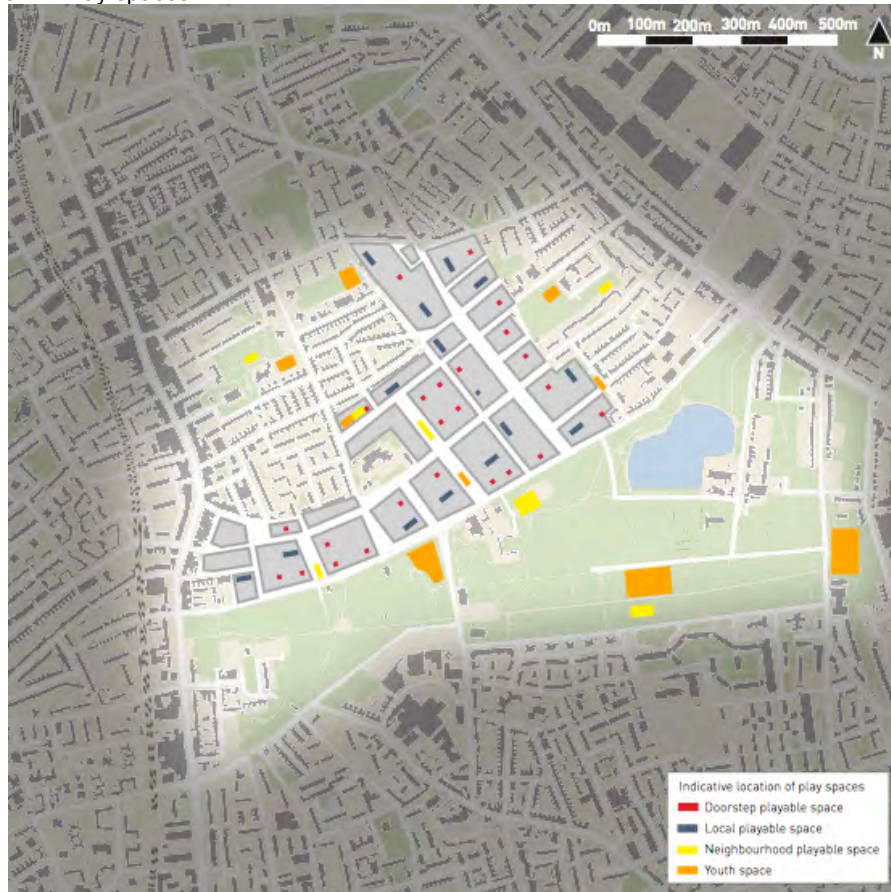 0m 100m 200m 300m 400m 500m
N
Indicative location of play spaces
Doorstep playable space
Local playable space
Neighbourhood playable space
Youth space